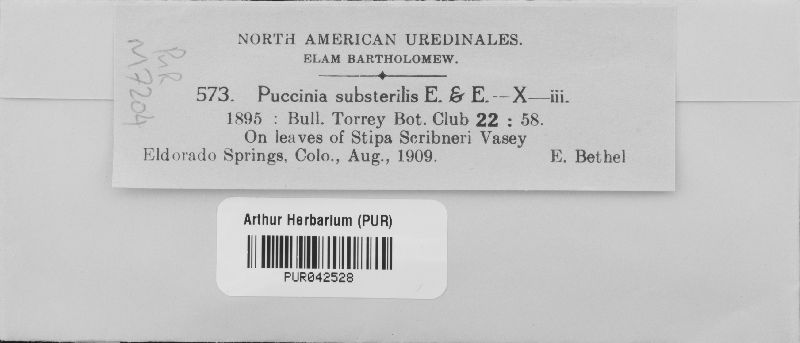 NORTH AMERICAN UREDINALES.
ELAM BARTHOLOMEW.
573. Puccinia substerilis E. & E.--X—iii.
1895 : Bull. Torrey Bot. Club 22 : 58.
On leaves of Stipa Scribneri Vasey
Eldorado Springs, Colo., Aug., 1909. E. Bethel
PUR
M7204
Arthur Herbarium (PUR)
PUR042528